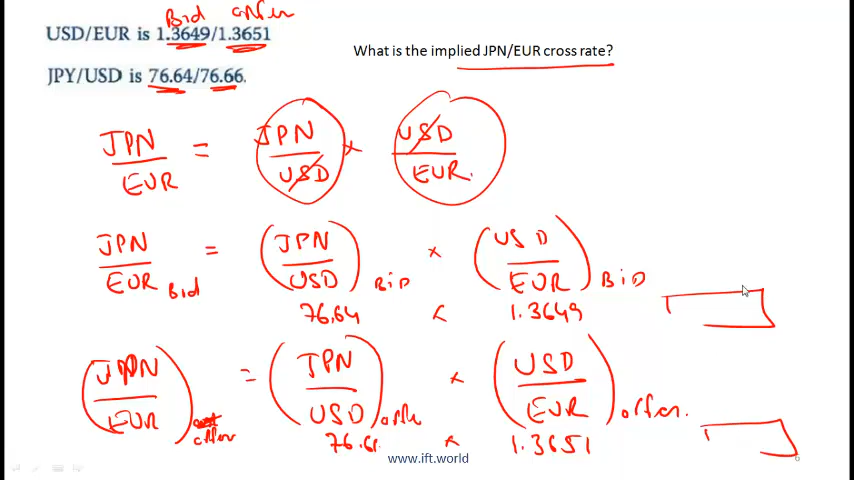 Bid offer
USD/EUR is 1.3649/1.3651
What is the implied JPN/EUR cross rate?
JPY/USD is 76.64/76.66.
JPN = JPN × USD
EUR USD EUR.
JPN = (JPN) × (USD)
EUR Bid USD BiD EUR BiD
76.64 × 1.3649
(JPN) = (JPN) × (USD)
EUR offer USD offer EUR offer.
76.66 × 1.3651
www.ift.world
6